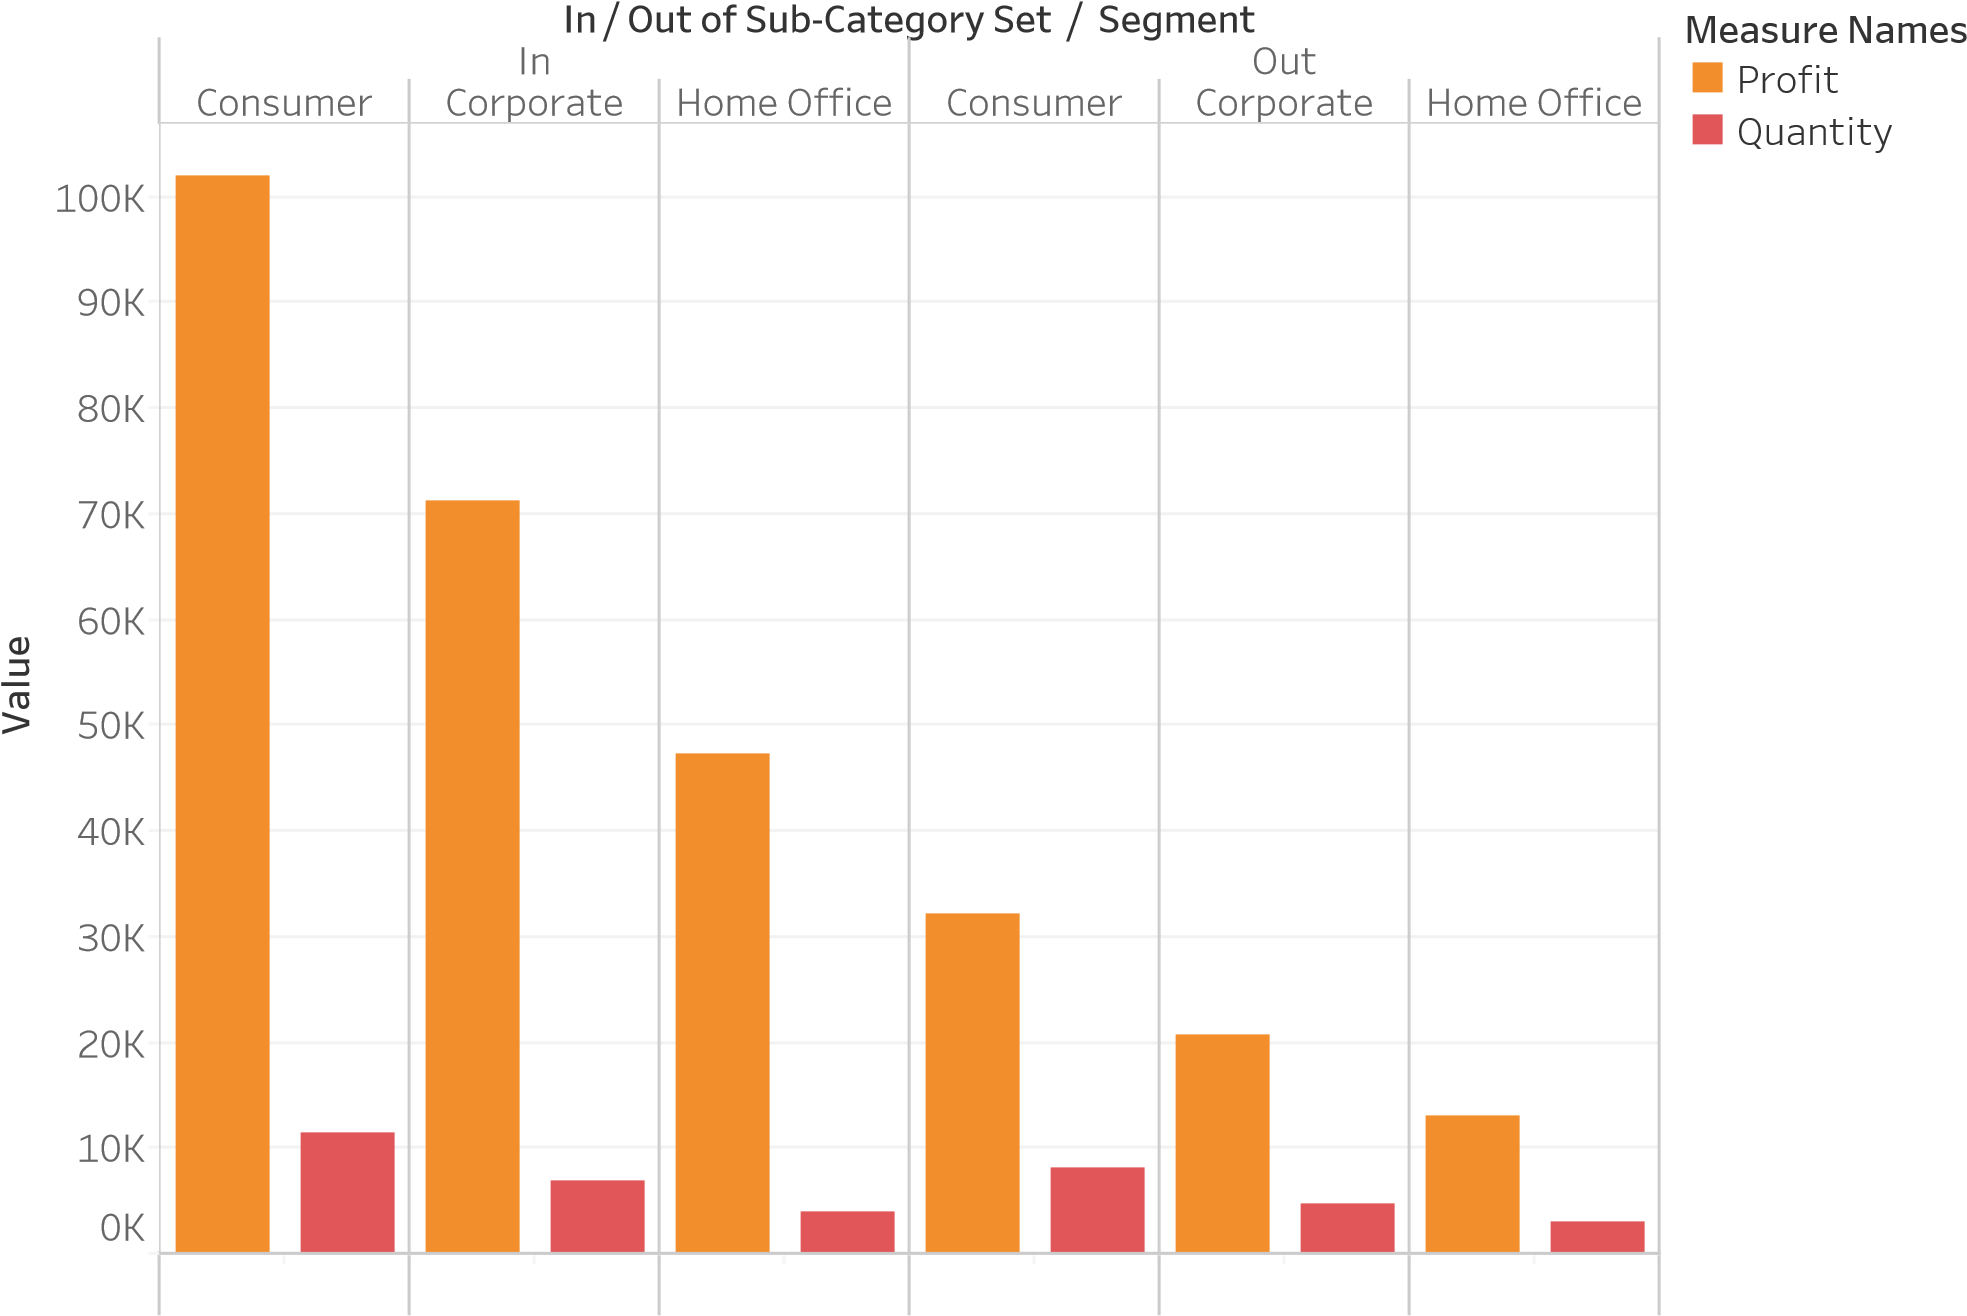 In / Out of Sub-Category Set / Segment
In
Out
Consumer
Corporate
Home Office
Consumer
Corporate
Home Office
Measure Names
Profit
Quantity
Value
100K
90K
80K
70K
60K
50K
40K
30K
20K
10K
0K